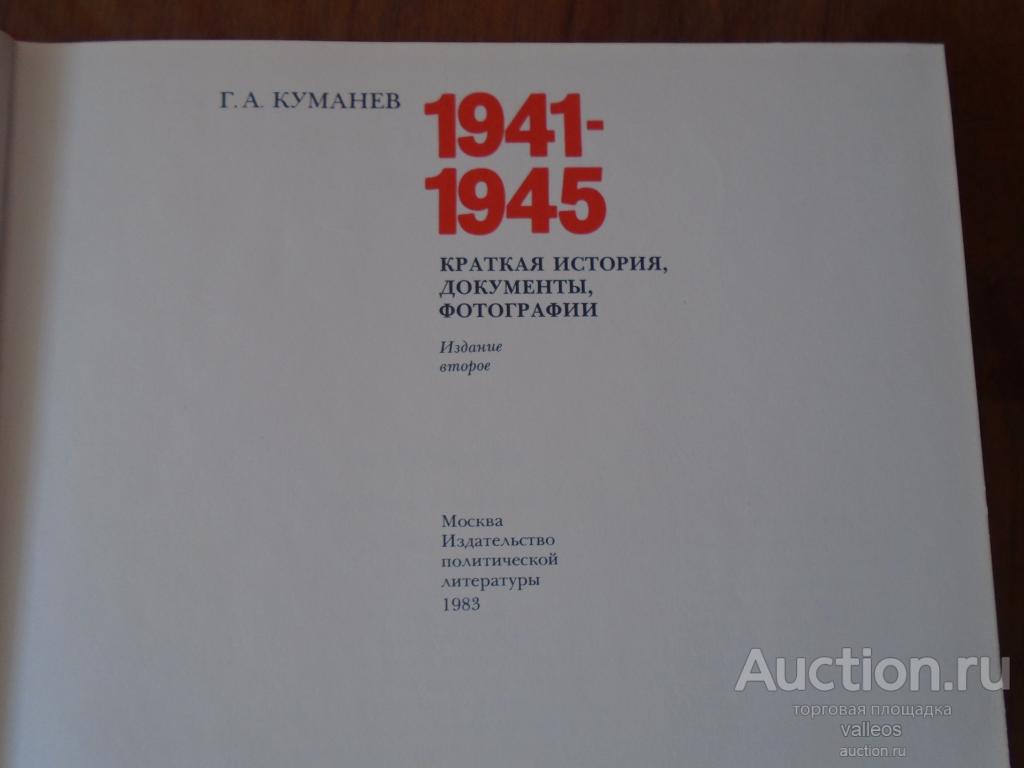 Г. А. КУМАНЕВ
1941-
1945
КРАТКАЯ ИСТОРИЯ,
ДОКУМЕНТЫ,
ФОТОГРАФИИ
Издание
второе
Москва
Издательство
политической
литературы
1983
Auction.ru
торговая площадка
valleos
auction.ru